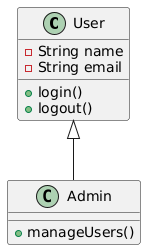 C User
String name
String email
login()
logout()
C Admin
manageUsers()